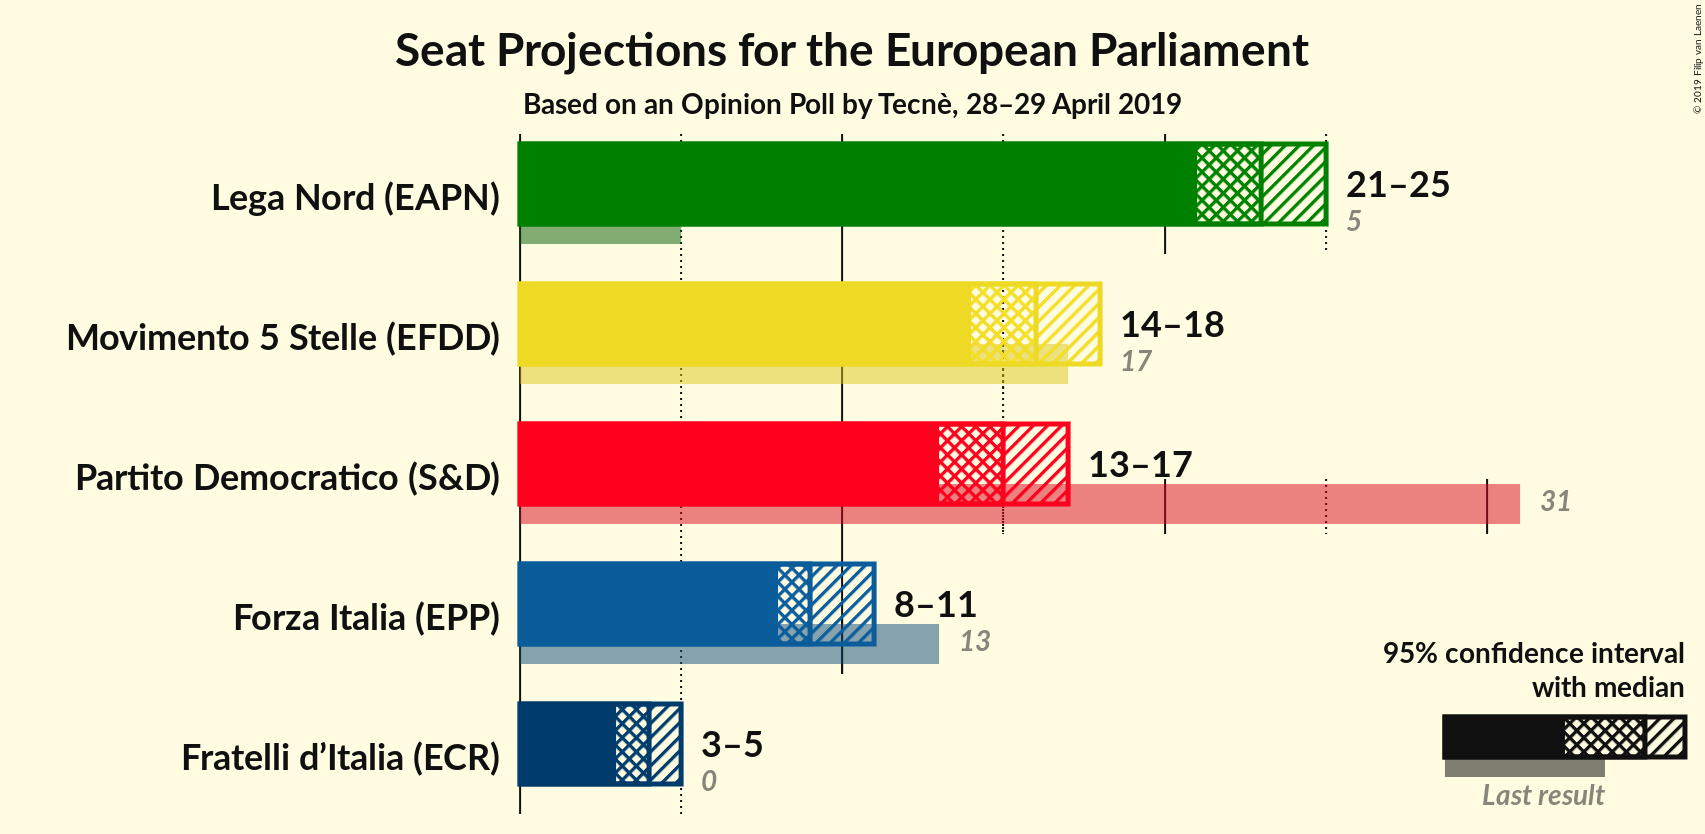 Seat Projections for the European Parliament
Based on an Opinion Poll by Tecnè, 28–29 April 2019
© 2019 Filip van Laenen
Lega Nord (EAPN)
21–25
5
Movimento 5 Stelle (EFDD)
14–18
17
Partito Democratico (S&D)
13–17
31
Forza Italia (EPP)
8–11
13
Fratelli d’Italia (ECR)
3–5
0
95% confidence interval
with median
Last result